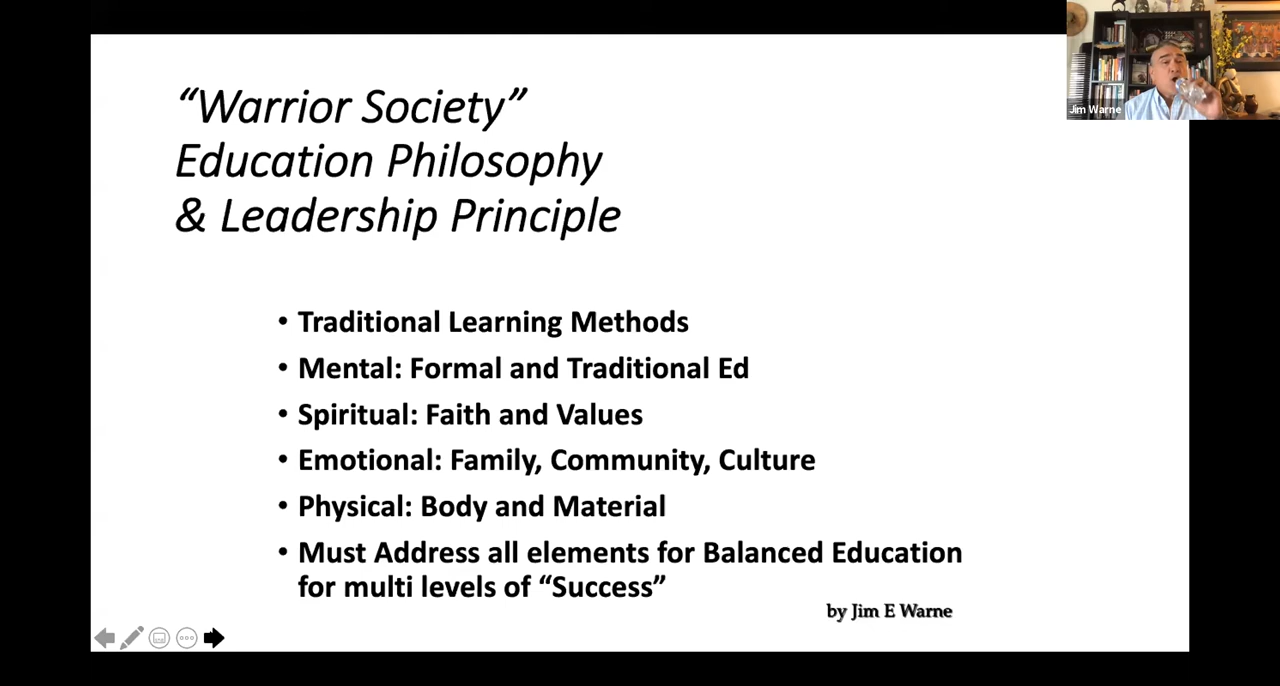 “Warrior Society”
Education Philosophy
& Leadership Principle
• Traditional Learning Methods
• Mental: Formal and Traditional Ed
• Spiritual: Faith and Values
• Emotional: Family, Community, Culture
• Physical: Body and Material
• Must Address all elements for Balanced Education
for multi levels of “Success”
by Jim E Warne
Jim Warne